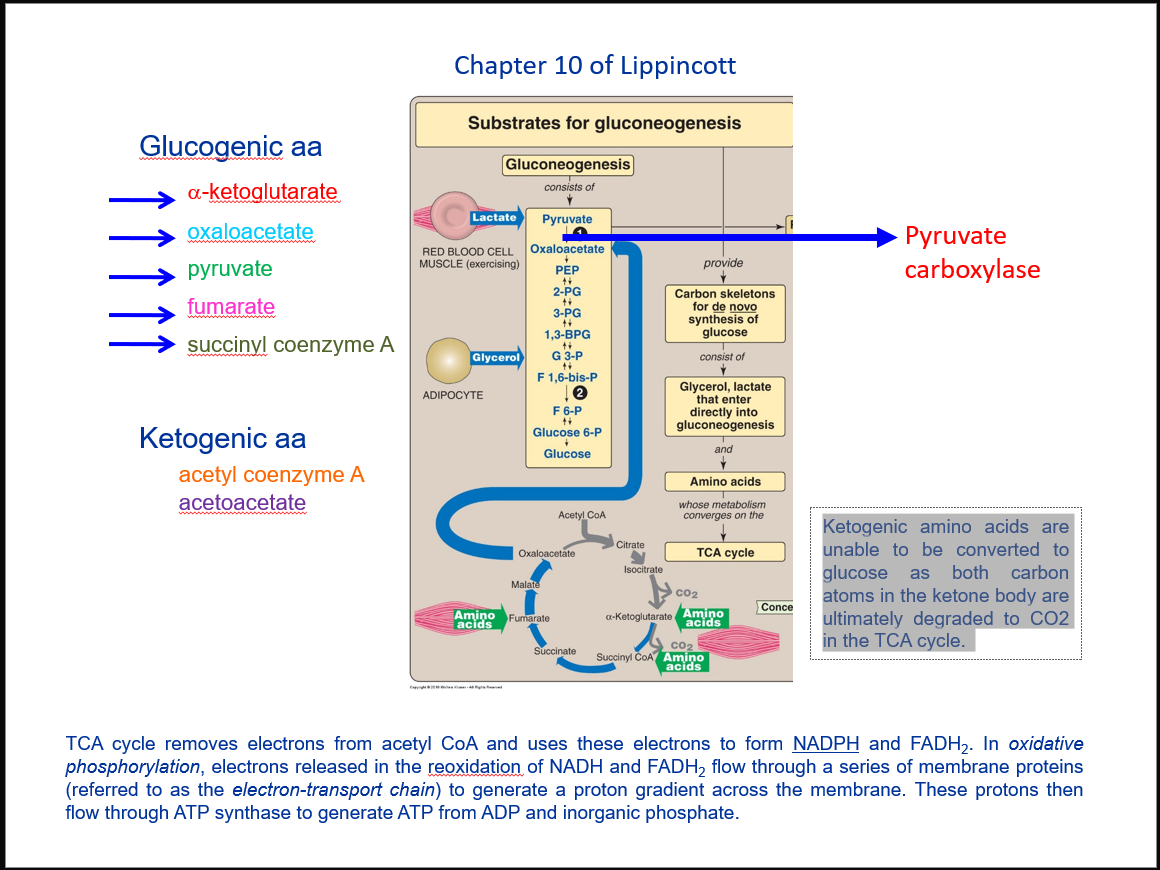 Chapter 10 of Lippincott
Glucogenic aa
α-ketoglutarate
oxaloacetate
pyruvate
fumarate
succinyl coenzyme A
Ketogenic aa
acetyl coenzyme A
acetoacetate
Substrates for gluconeogenesis
Gluconeogenesis
consists of
Lactate
RED BLOOD CELL
MUSCLE (exercising)
Pyruvate
1
Oxaloacetate
PEP
2-PG
3-PG
1,3-BPG
G 3-P
F 1,6-bis-P
2
F 6-P
Glucose 6-P
Glucose
Glycerol
ADIPOCYTE
provide
Carbon skeletons
for de novo
synthesis of
glucose
consist of
Glycerol, lactate
that enter
directly into
gluconeogenesis
and
Amino acids
whose metabolism
converges on the
TCA cycle
Conce
Acetyl CoA
Oxaloacetate
Citrate
Isocitrate
CO2
Malate
Amino
acids
Fumarate
α-Ketoglutarate
Amino
acids
CO2
Succinate
Succinyl CoA
Amino
acids
Pyruvate
carboxylase
Ketogenic amino acids are
unable to be converted to
glucose as both carbon
atoms in the ketone body are
ultimately degraded to CO2
in the TCA cycle.
TCA cycle removes electrons from acetyl CoA and uses these electrons to form NADPH and FADH2. In oxidative
phosphorylation, electrons released in the reoxidation of NADH and FADH2 flow through a series of membrane proteins
(referred to as the electron-transport chain) to generate a proton gradient across the membrane. These protons then
flow through ATP synthase to generate ATP from ADP and inorganic phosphate.